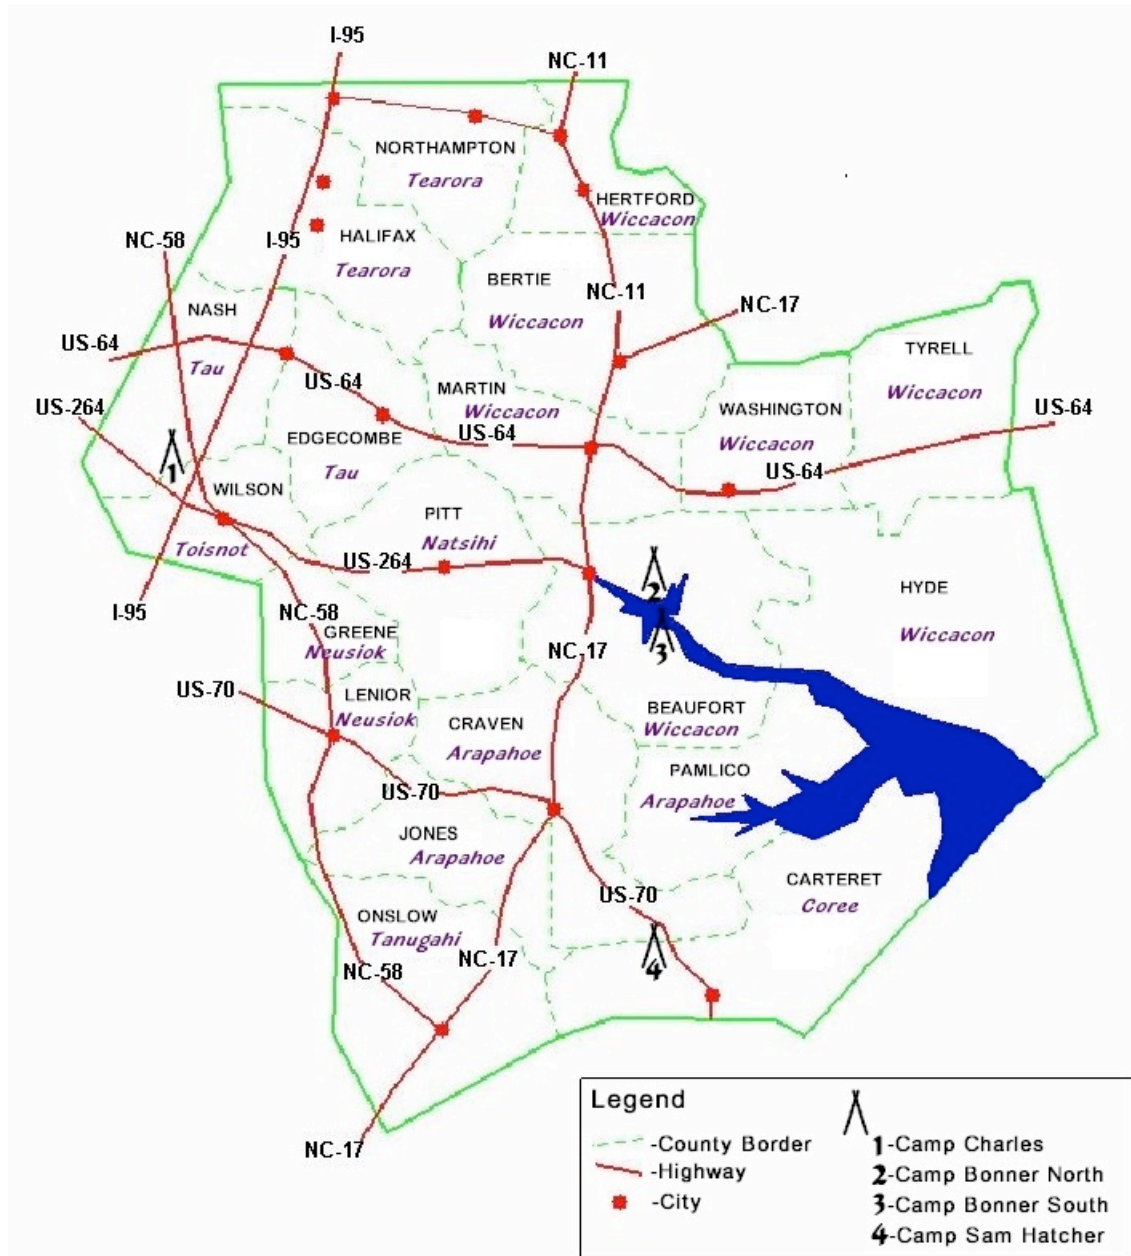 I-95
NC-11
NORTHAMPTON
Tearora
HERTFORD
Wiccacon
NC-58
I-95
HALIFAX
Tearora
BERTIE
Wiccacon
NC-11
NC-17
NASH
Tau
US-64
US-64
US-264
MARTIN
Wiccacon
US-64
TYRELL
Wiccacon
WASHINGTON
Wiccacon
US-64
US-64
EDGECOMBE
Tau
1
WILSON
Toisnot
PITT
Natsihi
US-264
I-95
NC-58
GREENE
Neusiok
2
3
HYDE
Wiccacon
NC-17
US-70
LENIOR
Neusiok
CRAVEN
Arapahoe
BEAUFORT
Wiccacon
PAMLICO
Arapahoe
US-70
JONES
Arapahoe
US-70
CARTERET
Coree
ONSLOW
Tanugahi
NC-58
NC-17
4
NC-17
Legend
-County Border
-Highway
-City
1-Camp Charles
2-Camp Bonner North
3-Camp Bonner South
4-Camp Sam Hatcher